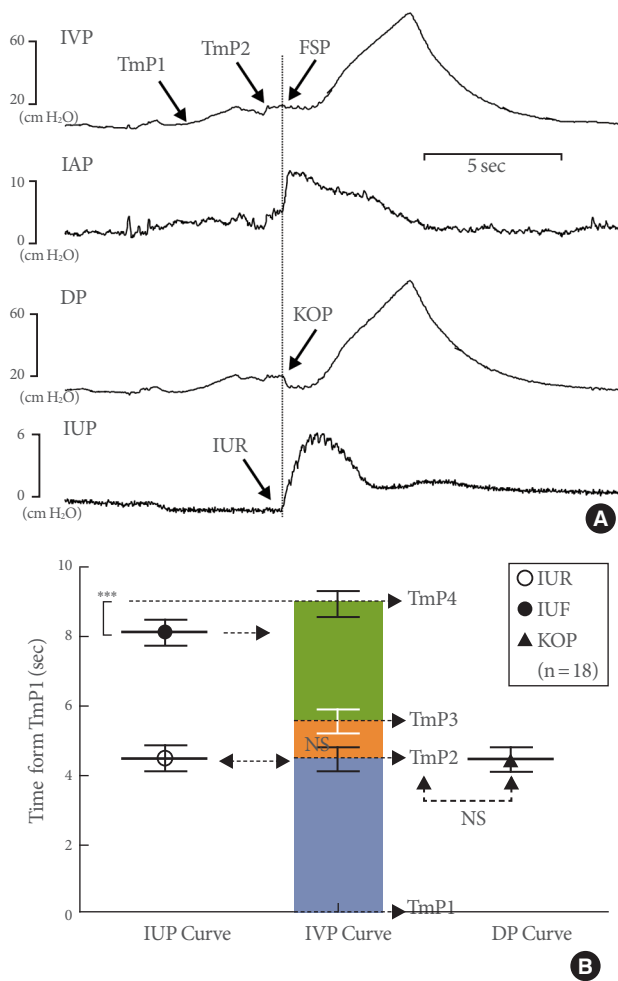 IVP
60
20
(cm H₂O)
TmP1
TmP2
FSP
5 sec
IAP
10
0
(cm H₂O)
DP
60
20
(cm H₂O)
KOP
IUP
6
0
(cm H₂O)
IUR
A
10
8
6
4
2
0
Time form TmP1 (sec)
***
TmP4
TmP3
NS
TmP2
TmP1
NS
IUR
IUF
KOP
(n=18)
IUP Curve
IVP Curve
DP Curve
B